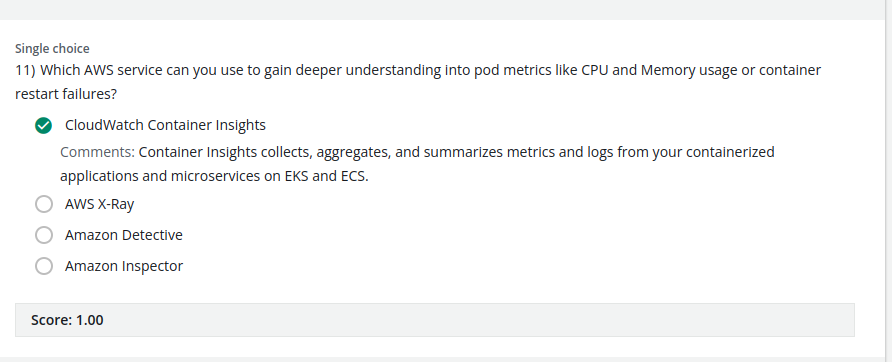 Single choice
11) Which AWS service can you use to gain deeper understanding into pod metrics like CPU and Memory usage or container
restart failures?
CloudWatch Container Insights
Comments: Container Insights collects, aggregates, and summarizes metrics and logs from your containerized
applications and microservices on EKS and ECS.
AWS X-Ray
Amazon Detective
Amazon Inspector
Score: 1.00